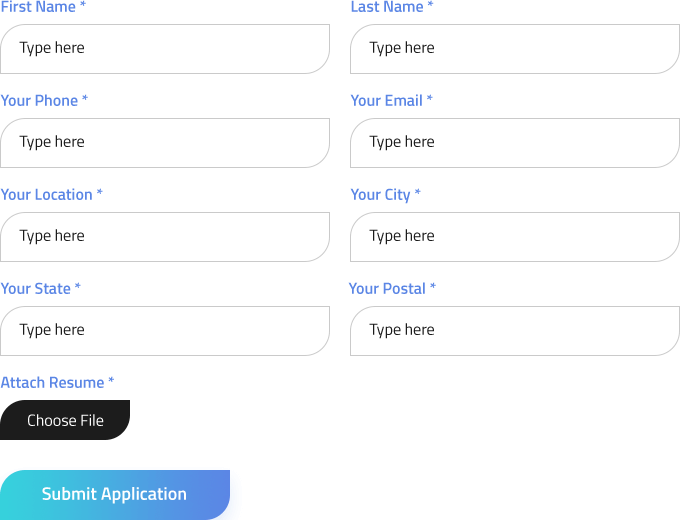 First Name * Last Name *
Type here Type here
Your Phone * Your Email *
Type here Type here
Your Location * Your City *
Type here Type here
Your State * Your Postal *
Type here Type here
Attach Resume *
Choose File
Submit Application